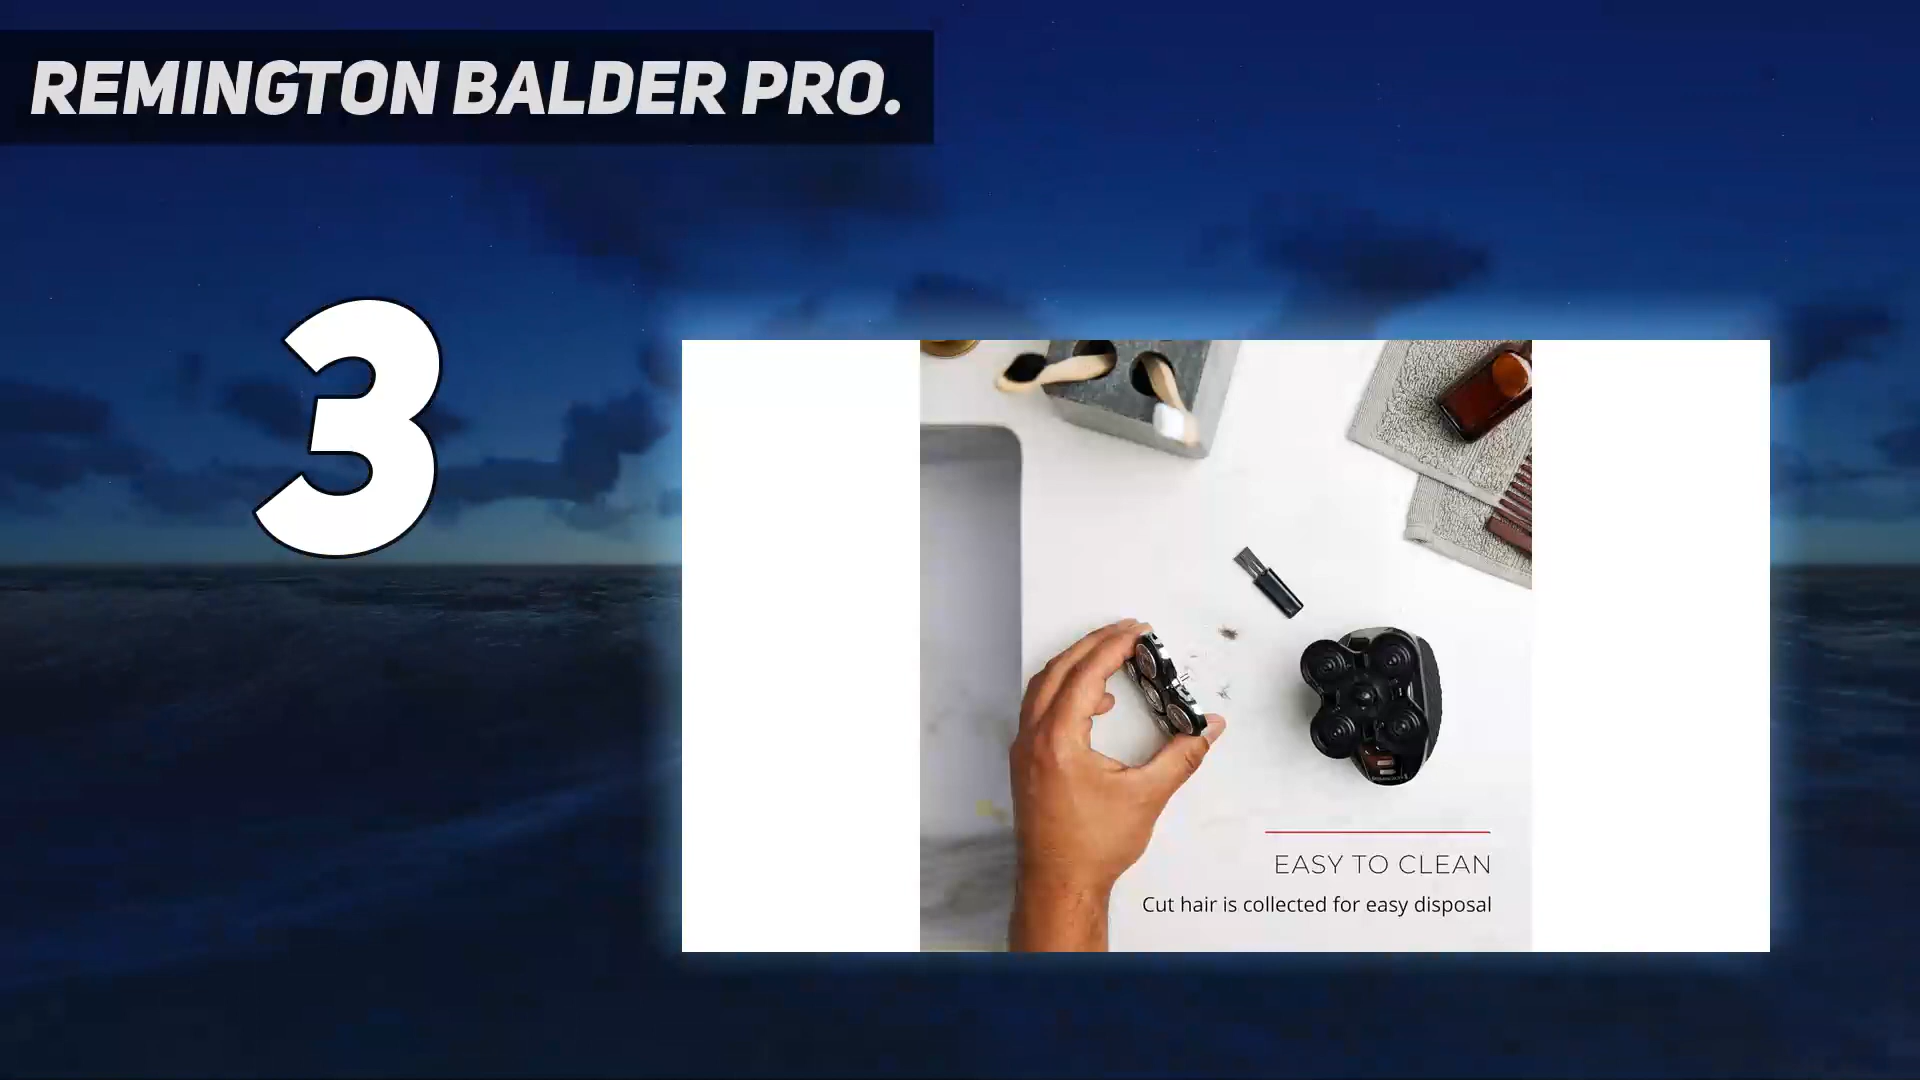 REMINGTON BALDER PRO.
3
EASY TO CLEAN
Cut hair is collected for easy disposal